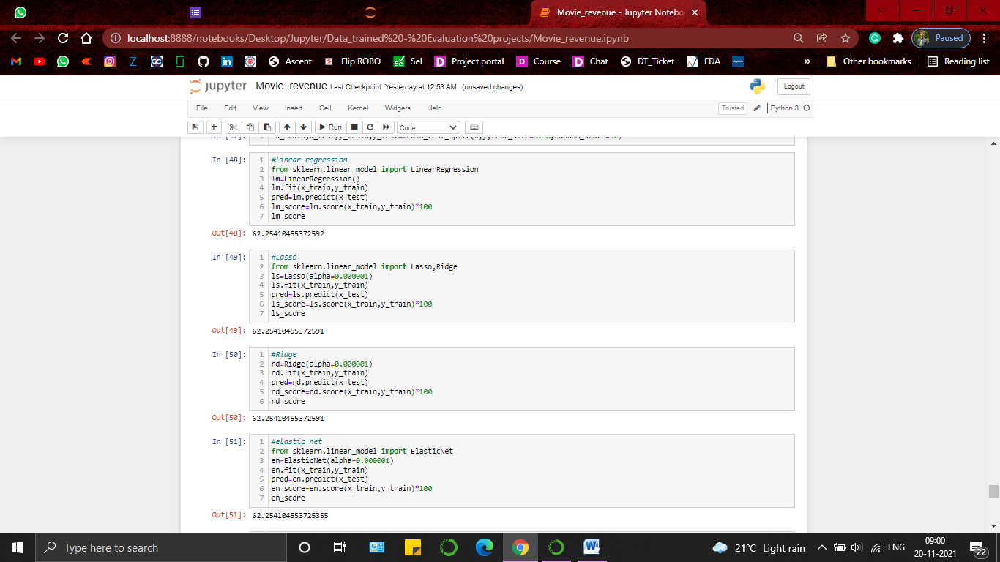 Movie_revenue - Jupyter Notebo
localhost:8888/notebooks/Desktop/Jupyter/Data_trained%20-%20Evaluation%20projects/Movie_revenue.ipynb
Paused
Ascent
Flip ROBO
Sel
Project portal
Course
Chat
DT_Ticket
EDA
»
Other bookmarks
Reading list
jupyter Movie_revenue Last Checkpoint: Yesterday at 12:53 AM (unsaved changes)
Logout
File Edit View Insert Cell Kernel Widgets Help
Trusted
Python 3
Run
Code
In [48]:
1 #Linear regression
2 from sklearn.linear_model import LinearRegression
3 lm=LinearRegression()
4 lm.fit(x_train,y_train)
5 pred=lm.predict(x_test)
6 lm_score=lm.score(x_train,y_train)*100
7 lm_score
Out[48]: 62.25410455372592
In [49]:
1 #Lasso
2 from sklearn.linear_model import Lasso,Ridge
3 ls=Lasso(alpha=0.000001)
4 ls.fit(x_train,y_train)
5 pred=ls.predict(x_test)
6 ls_score=ls.score(x_train,y_train)*100
7 ls_score
Out[49]: 62.25410455372591
In [50]:
1 #Ridge
2 rd=Ridge(alpha=0.000001)
3 rd.fit(x_train,y_train)
4 pred=rd.predict(x_test)
5 rd_score=rd.score(x_train,y_train)*100
6 rd_score
Out[50]: 62.25410455372591
In [51]:
1 #elastic net
2 from sklearn.linear_model import ElasticNet
3 en=ElasticNet(alpha=0.000001)
4 en.fit(x_train,y_train)
5 pred=en.predict(x_test)
6 en_score=en.score(x_train,y_train)*100
7 en_score
Out[51]: 62.254104553725355
Type here to search
21°C Light rain
ENG
09:00
20-11-2021
22